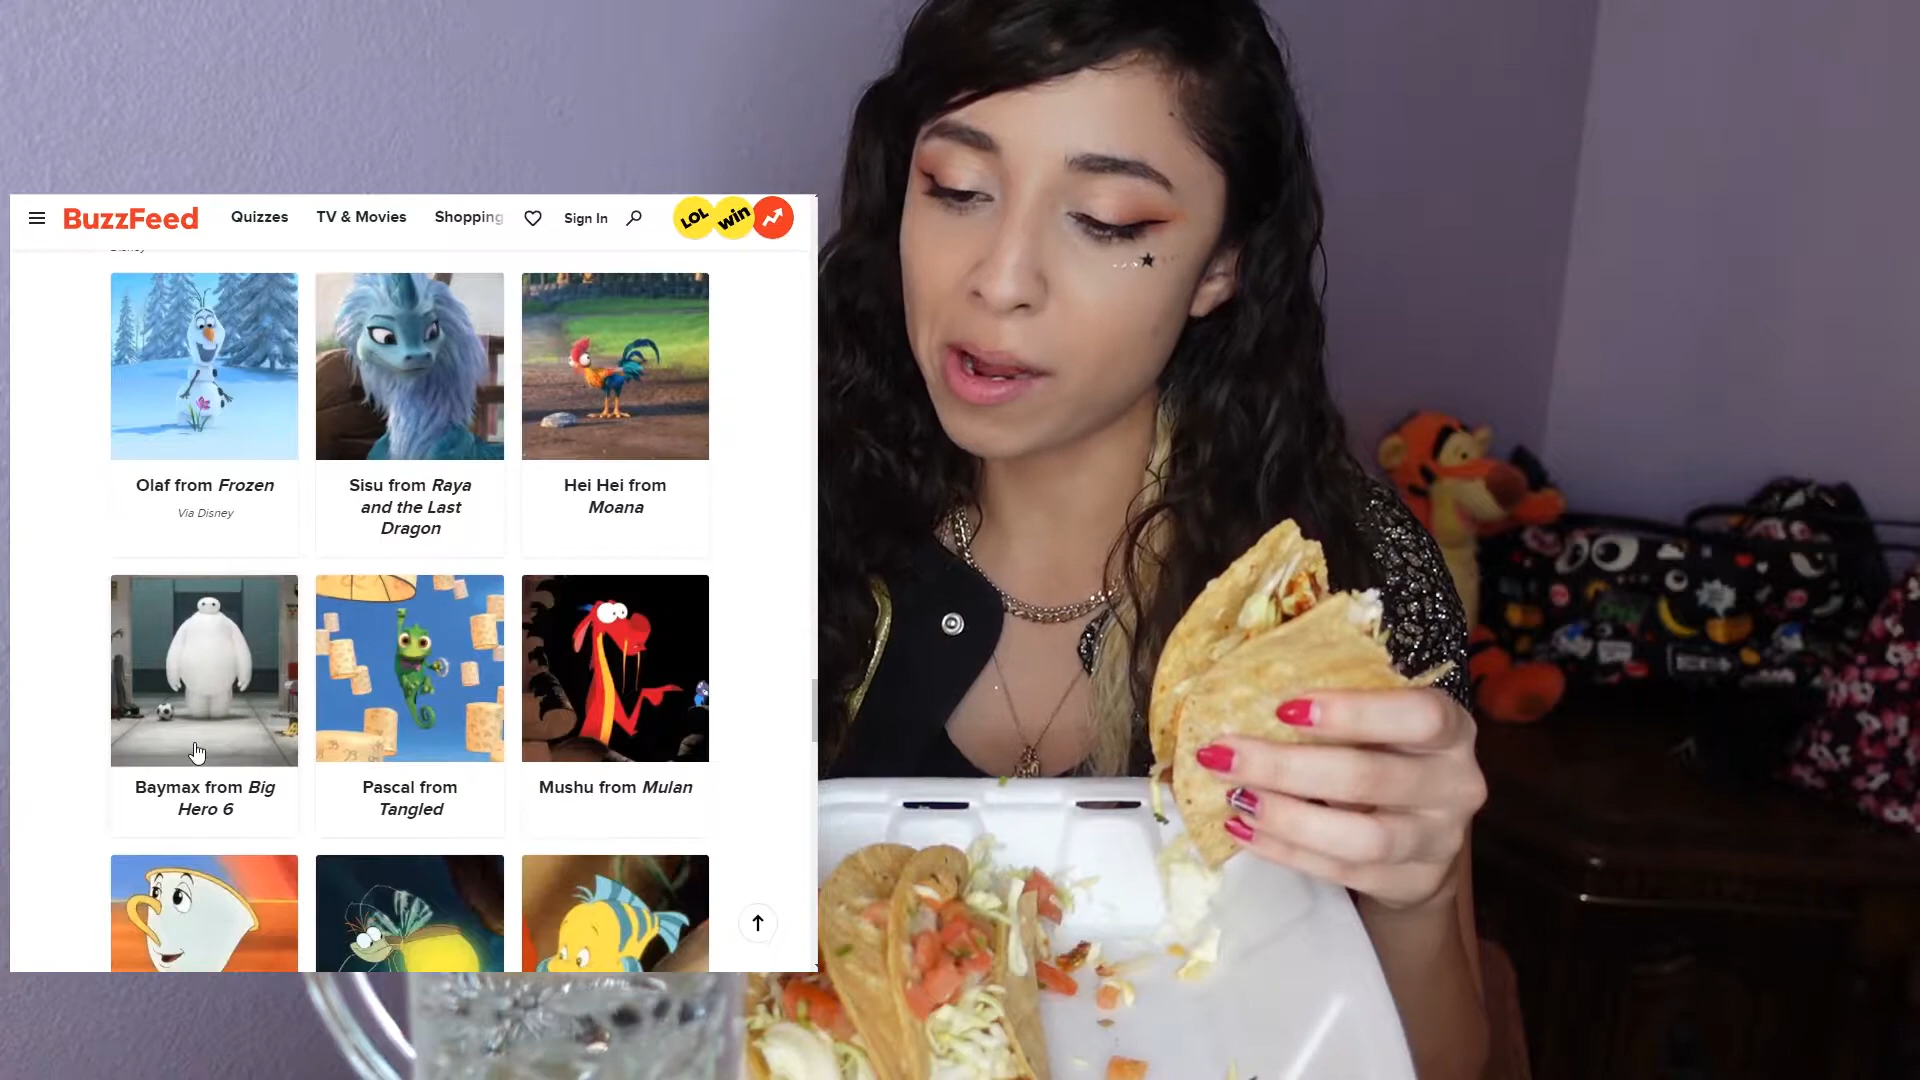 BuzzFeed
Quizzes
TV & Movies
Shopping
Sign In
LOL
win
Disney
Olaf from Frozen
Via Disney
Sisu from Raya
and the Last
Dragon
Hei Hei from
Moana
Baymax from Big
Hero 6
Pascal from
Tangled
Mushu from Mulan